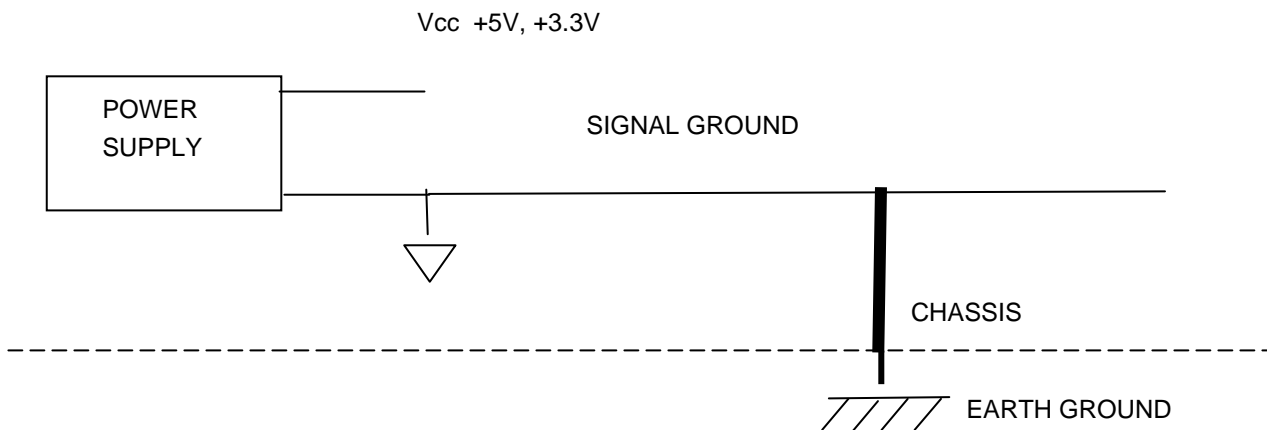 Vcc  +5V, +3.3V
POWER
SUPPLY
SIGNAL GROUND
CHASSIS
EARTH GROUND